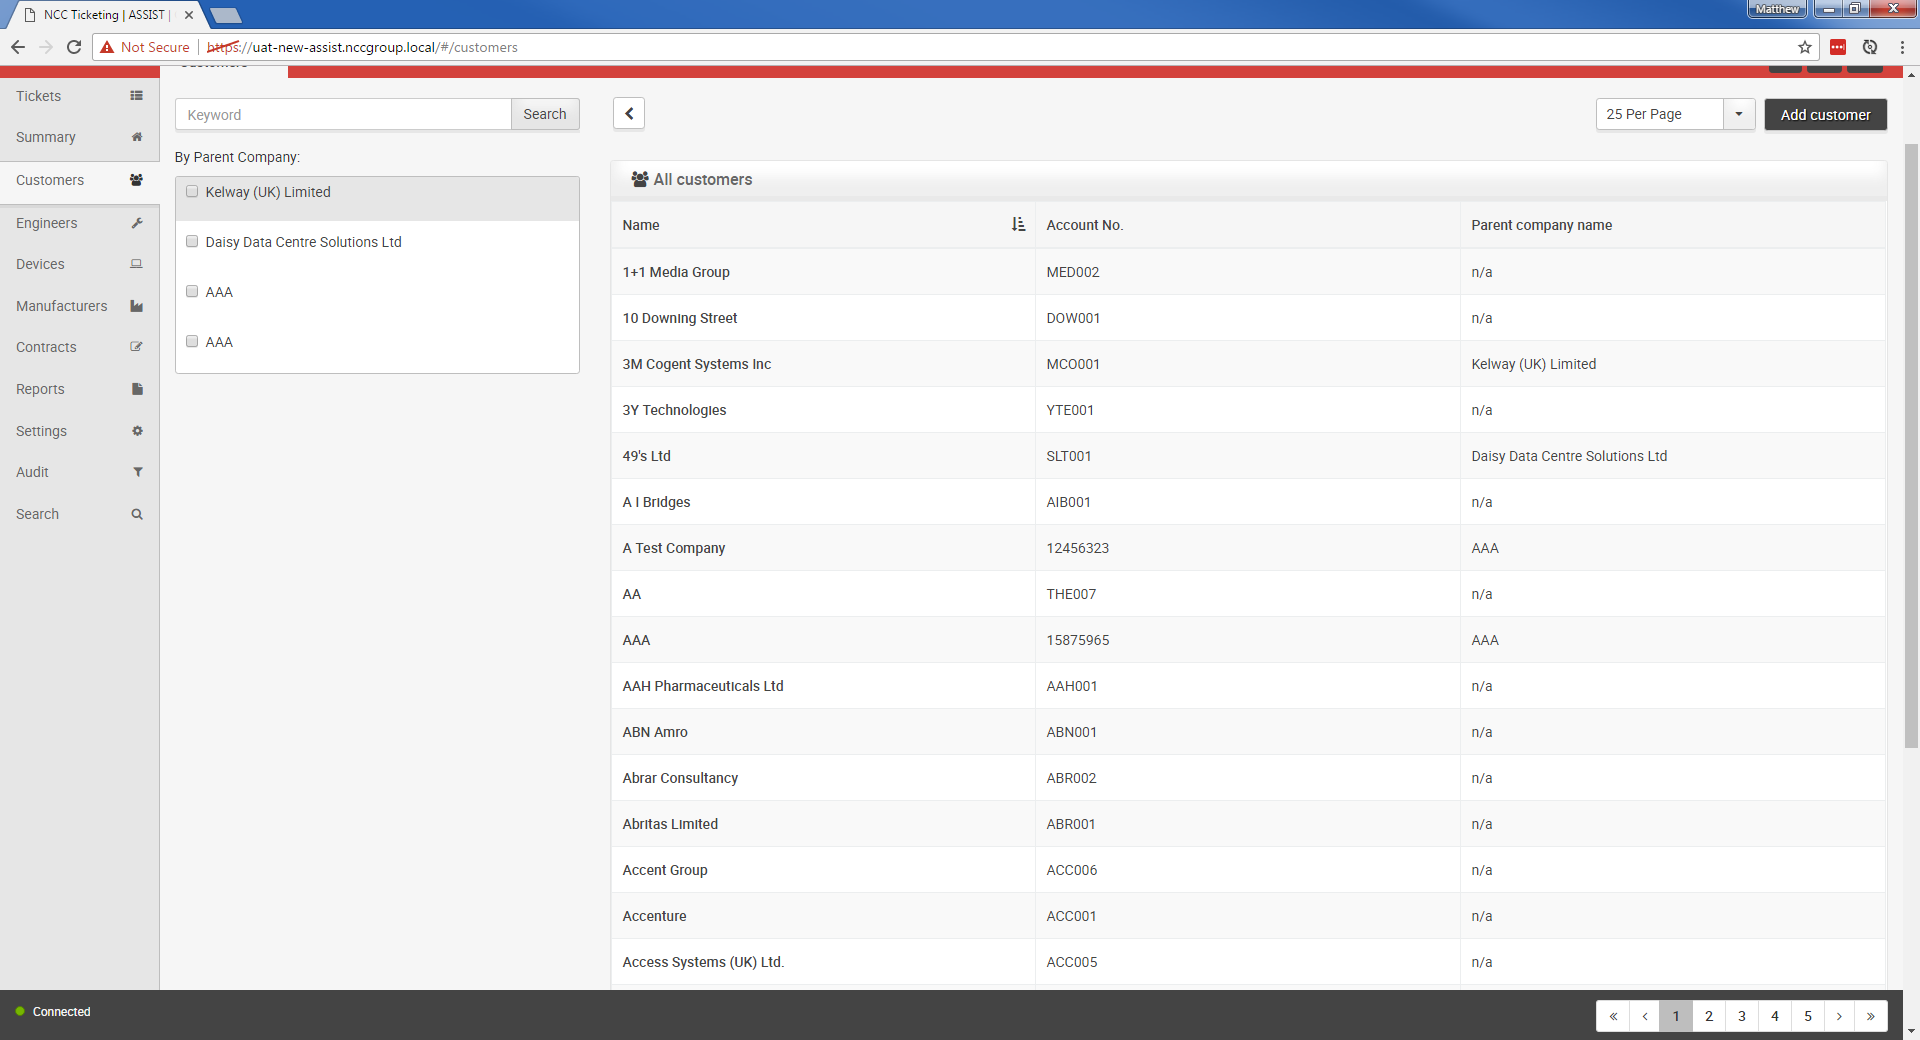 NCC Ticketing | ASSIST |
Matthew
Not Secure
https://uat-new-assist.nccgroup.local/#/customers
Customers
Tickets
Summary
Customers
Engineers
Devices
Manufacturers
Contracts
Reports
Settings
Audit
Search
Keyword
Search
By Parent Company:
Kelway (UK) Limited
Daisy Data Centre Solutions Ltd
AAA
AAA
25 Per Page
Add customer
All customers
Name Account No. Parent company name
1+1 Media Group MED002 n/a
10 Downing Street DOW001 n/a
3M Cogent Systems Inc MCO001 Kelway (UK) Limited
3Y Technologies YTE001 n/a
49's Ltd SLT001 Daisy Data Centre Solutions Ltd
A I Bridges AIB001 n/a
A Test Company 12456323 AAA
AA THE007 n/a
AAA 15875965 AAA
AAH Pharmaceuticals Ltd AAH001 n/a
ABN Amro ABN001 n/a
Abrar Consultancy ABR002 n/a
Abritas Limited ABR001 n/a
Accent Group ACC006 n/a
Accenture ACC001 n/a
Access Systems (UK) Ltd. ACC005 n/a
Connected
« ‹ 1 2 3 4 5 › »